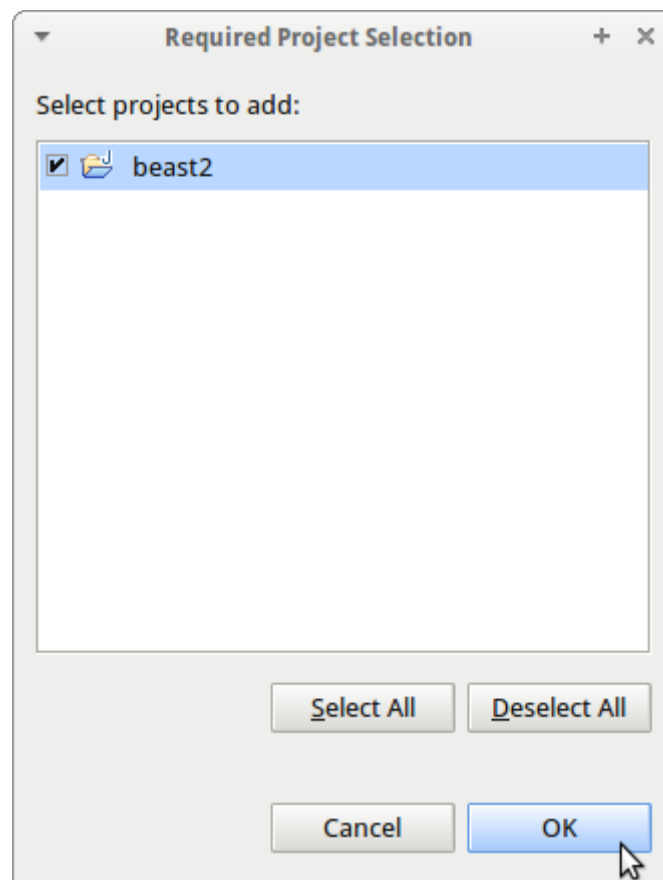 Required Project Selection
Select projects to add:
beast2
Select All Deselect All
Cancel OK